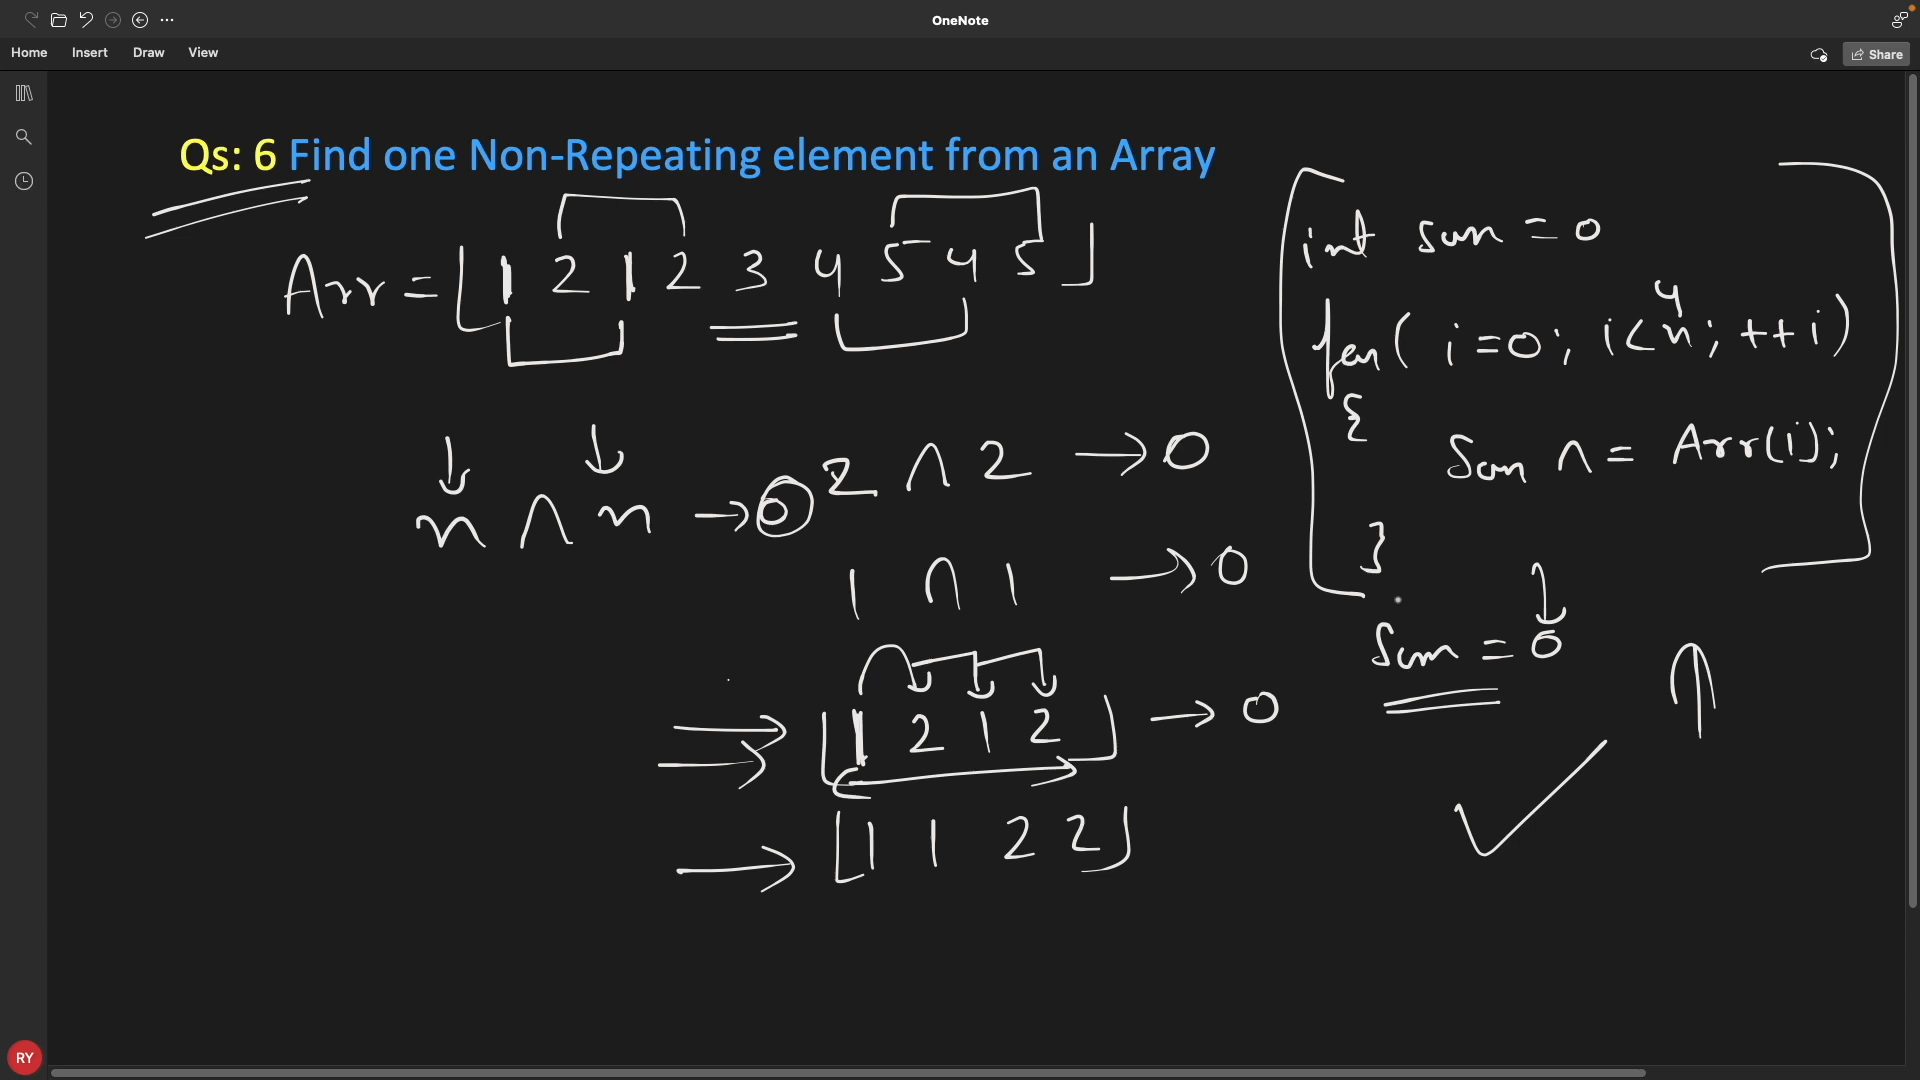 OneNote
Home Insert Draw View
Share
Qs: 6 Find one Non-Repeating element from an Array
Arr = [1 2 1 2 3 4 5 4 5]
n ^ n → 0
2 ^ 2 → 0
1 ^ 1 → 0
[1 2 1 2] → 0
[1 1 2 2]
int sum = 0
4
for( i=0; i<n; ++i)
{
Sum ^= Arr(i);
}
Sum = 0
^
RY